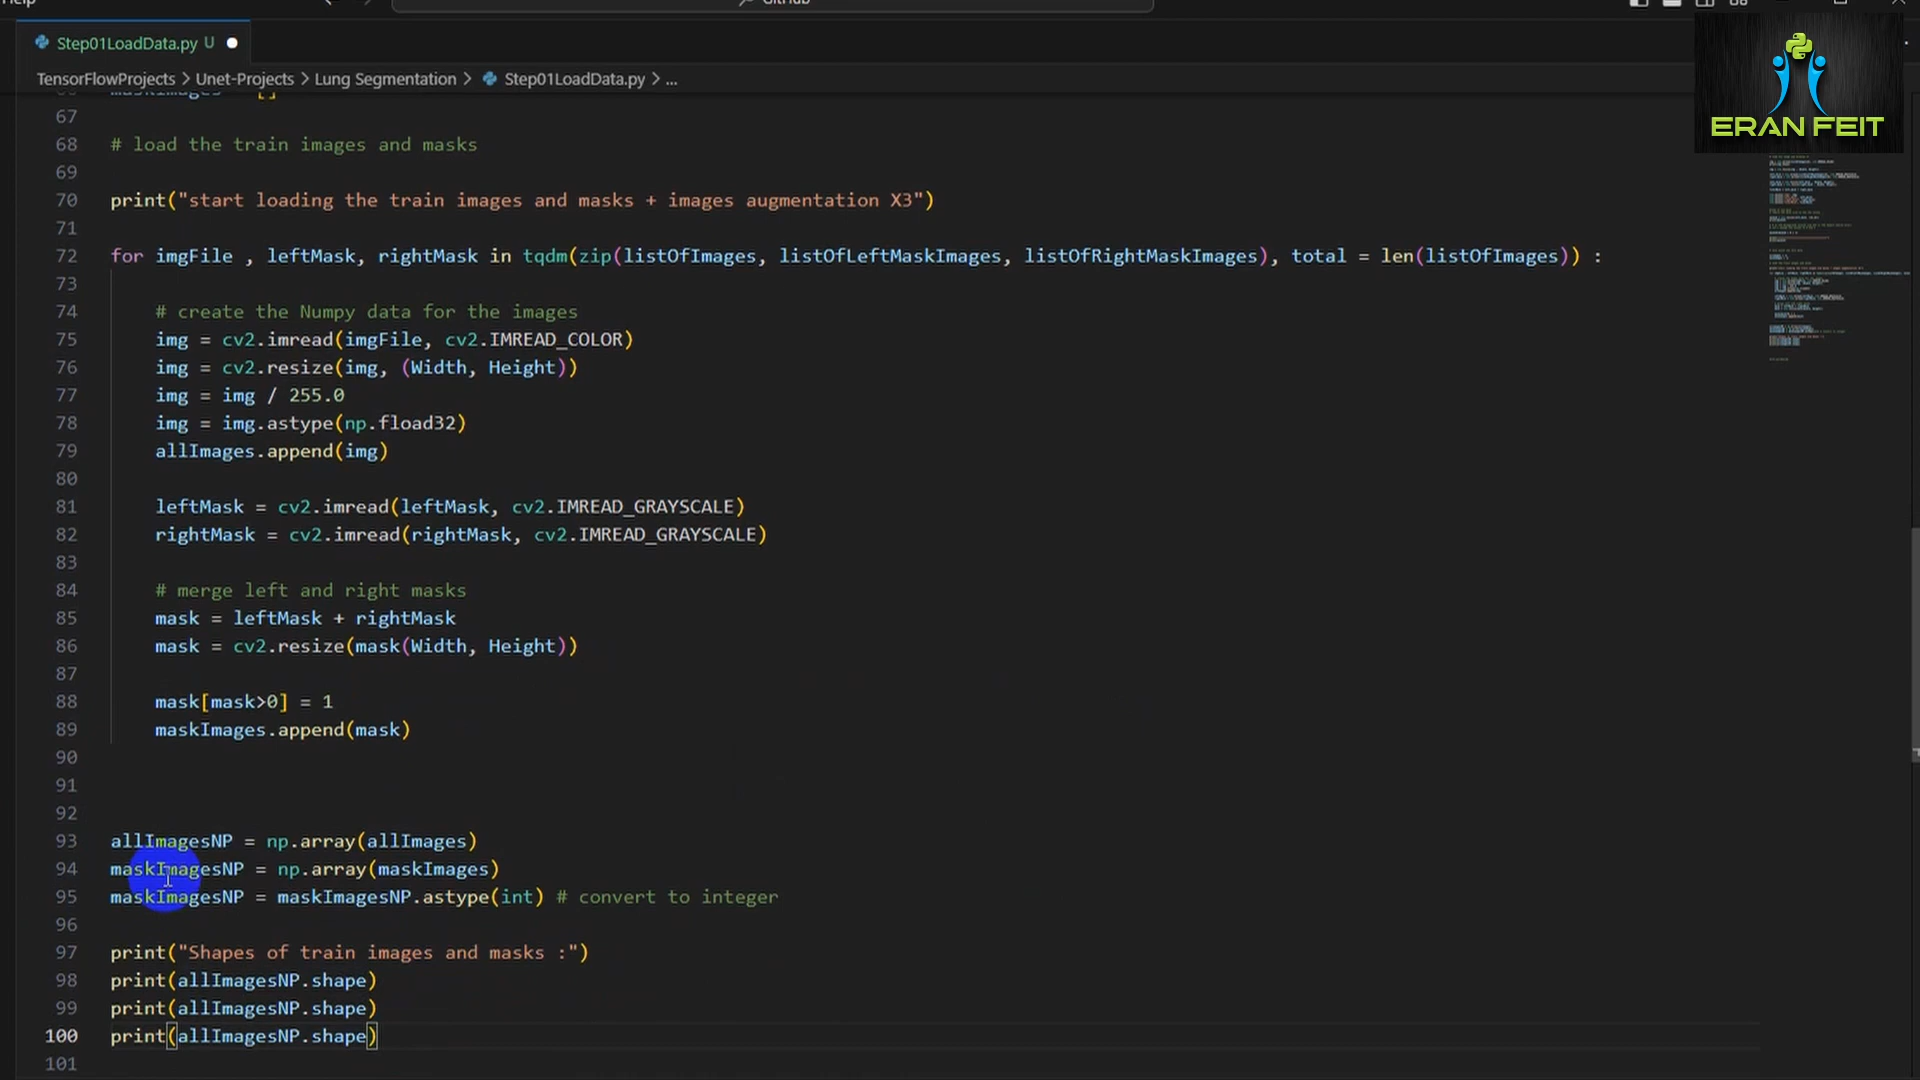 Help
GitHub
Step01LoadData.py U
TensorFlowProjects > Unet-Projects > Lung Segmentation > Step01LoadData.py > ...
ERAN FEIT
maskImages []
67
68 # load the train images and masks
69
70 print("start loading the train images and masks + images augmentation X3")
71
72 for imgFile , leftMask, rightMask in tqdm(zip(listOfImages, listOfLeftMaskImages, listOfRightMaskImages), total = len(listOfImages)) :
73
74 # create the Numpy data for the images
75 img = cv2.imread(imgFile, cv2.IMREAD_COLOR)
76 img = cv2.resize(img, (Width, Height))
77 img = img / 255.0
78 img = img.astype(np.fload32)
79 allImages.append(img)
80
81 leftMask = cv2.imread(leftMask, cv2.IMREAD_GRAYSCALE)
82 rightMask = cv2.imread(rightMask, cv2.IMREAD_GRAYSCALE)
83
84 # merge left and right masks
85 mask = leftMask + rightMask
86 mask = cv2.resize(mask(Width, Height))
87
88 mask[mask>0] = 1
89 maskImages.append(mask)
90
91
92
93 allImagesNP = np.array(allImages)
94 maskImagesNP = np.array(maskImages)
95 maskImagesNP = maskImagesNP.astype(int) # convert to integer
96
97 print("Shapes of train images and masks :")
98 print(allImagesNP.shape)
99 print(allImagesNP.shape)
100 print(allImagesNP.shape)
101